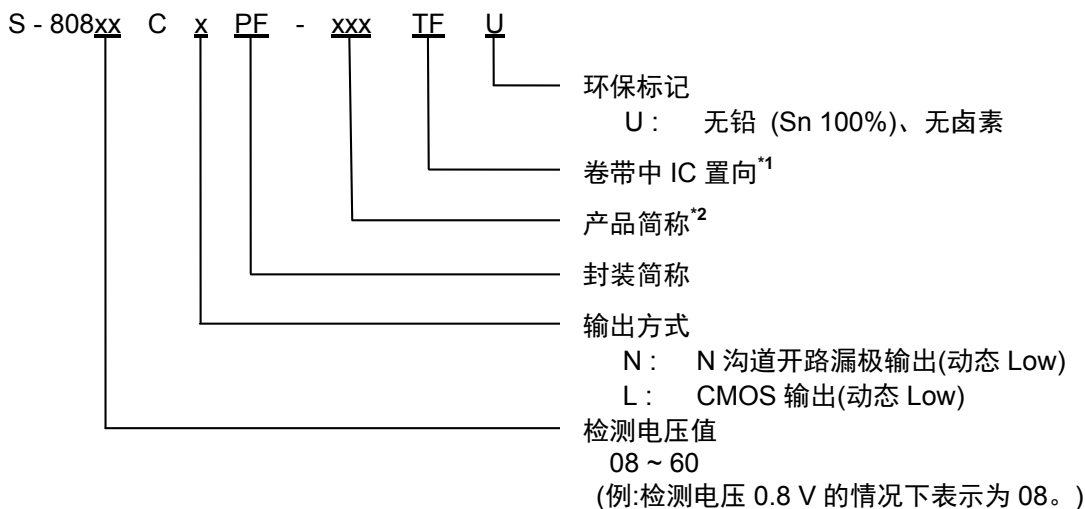 S - 808xx C x PF - xxx TF U
环保标记
U : 无铅 (Sn 100%)、无卤素
卷带中 IC 置向*1
产品简称*2
封装简称
输出方式
N : N 沟道开路漏极输出(动态 Low)
L : CMOS 输出(动态 Low)
检测电压值
08 ~ 60
(例:检测电压 0.8 V 的情况下表示为 08。)